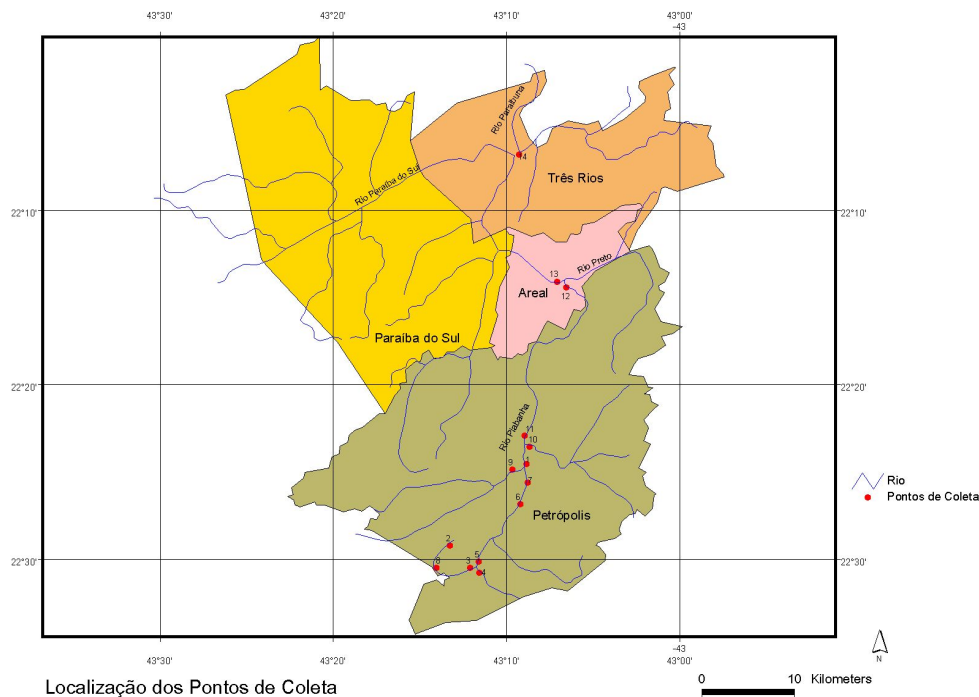 43°30' 43°20' 43°10' 43°00'
-43
Rio Paraibuna
14
Três Rios
Rio Paraíba do Sul
22°10' 22°10'
Rio Preto
13
12
Areal
Paraíba do Sul
22°20' 22°20'
Rio Piabanha
11
10
9 1
7
6
Petrópolis
Rio
Pontos de Coleta
2
5
22°30' 22°30'
8 3 4
43°30' 43°20' 43°10' 43°00'
-43
N
Localização dos Pontos de Coleta
0 10 Kilometers